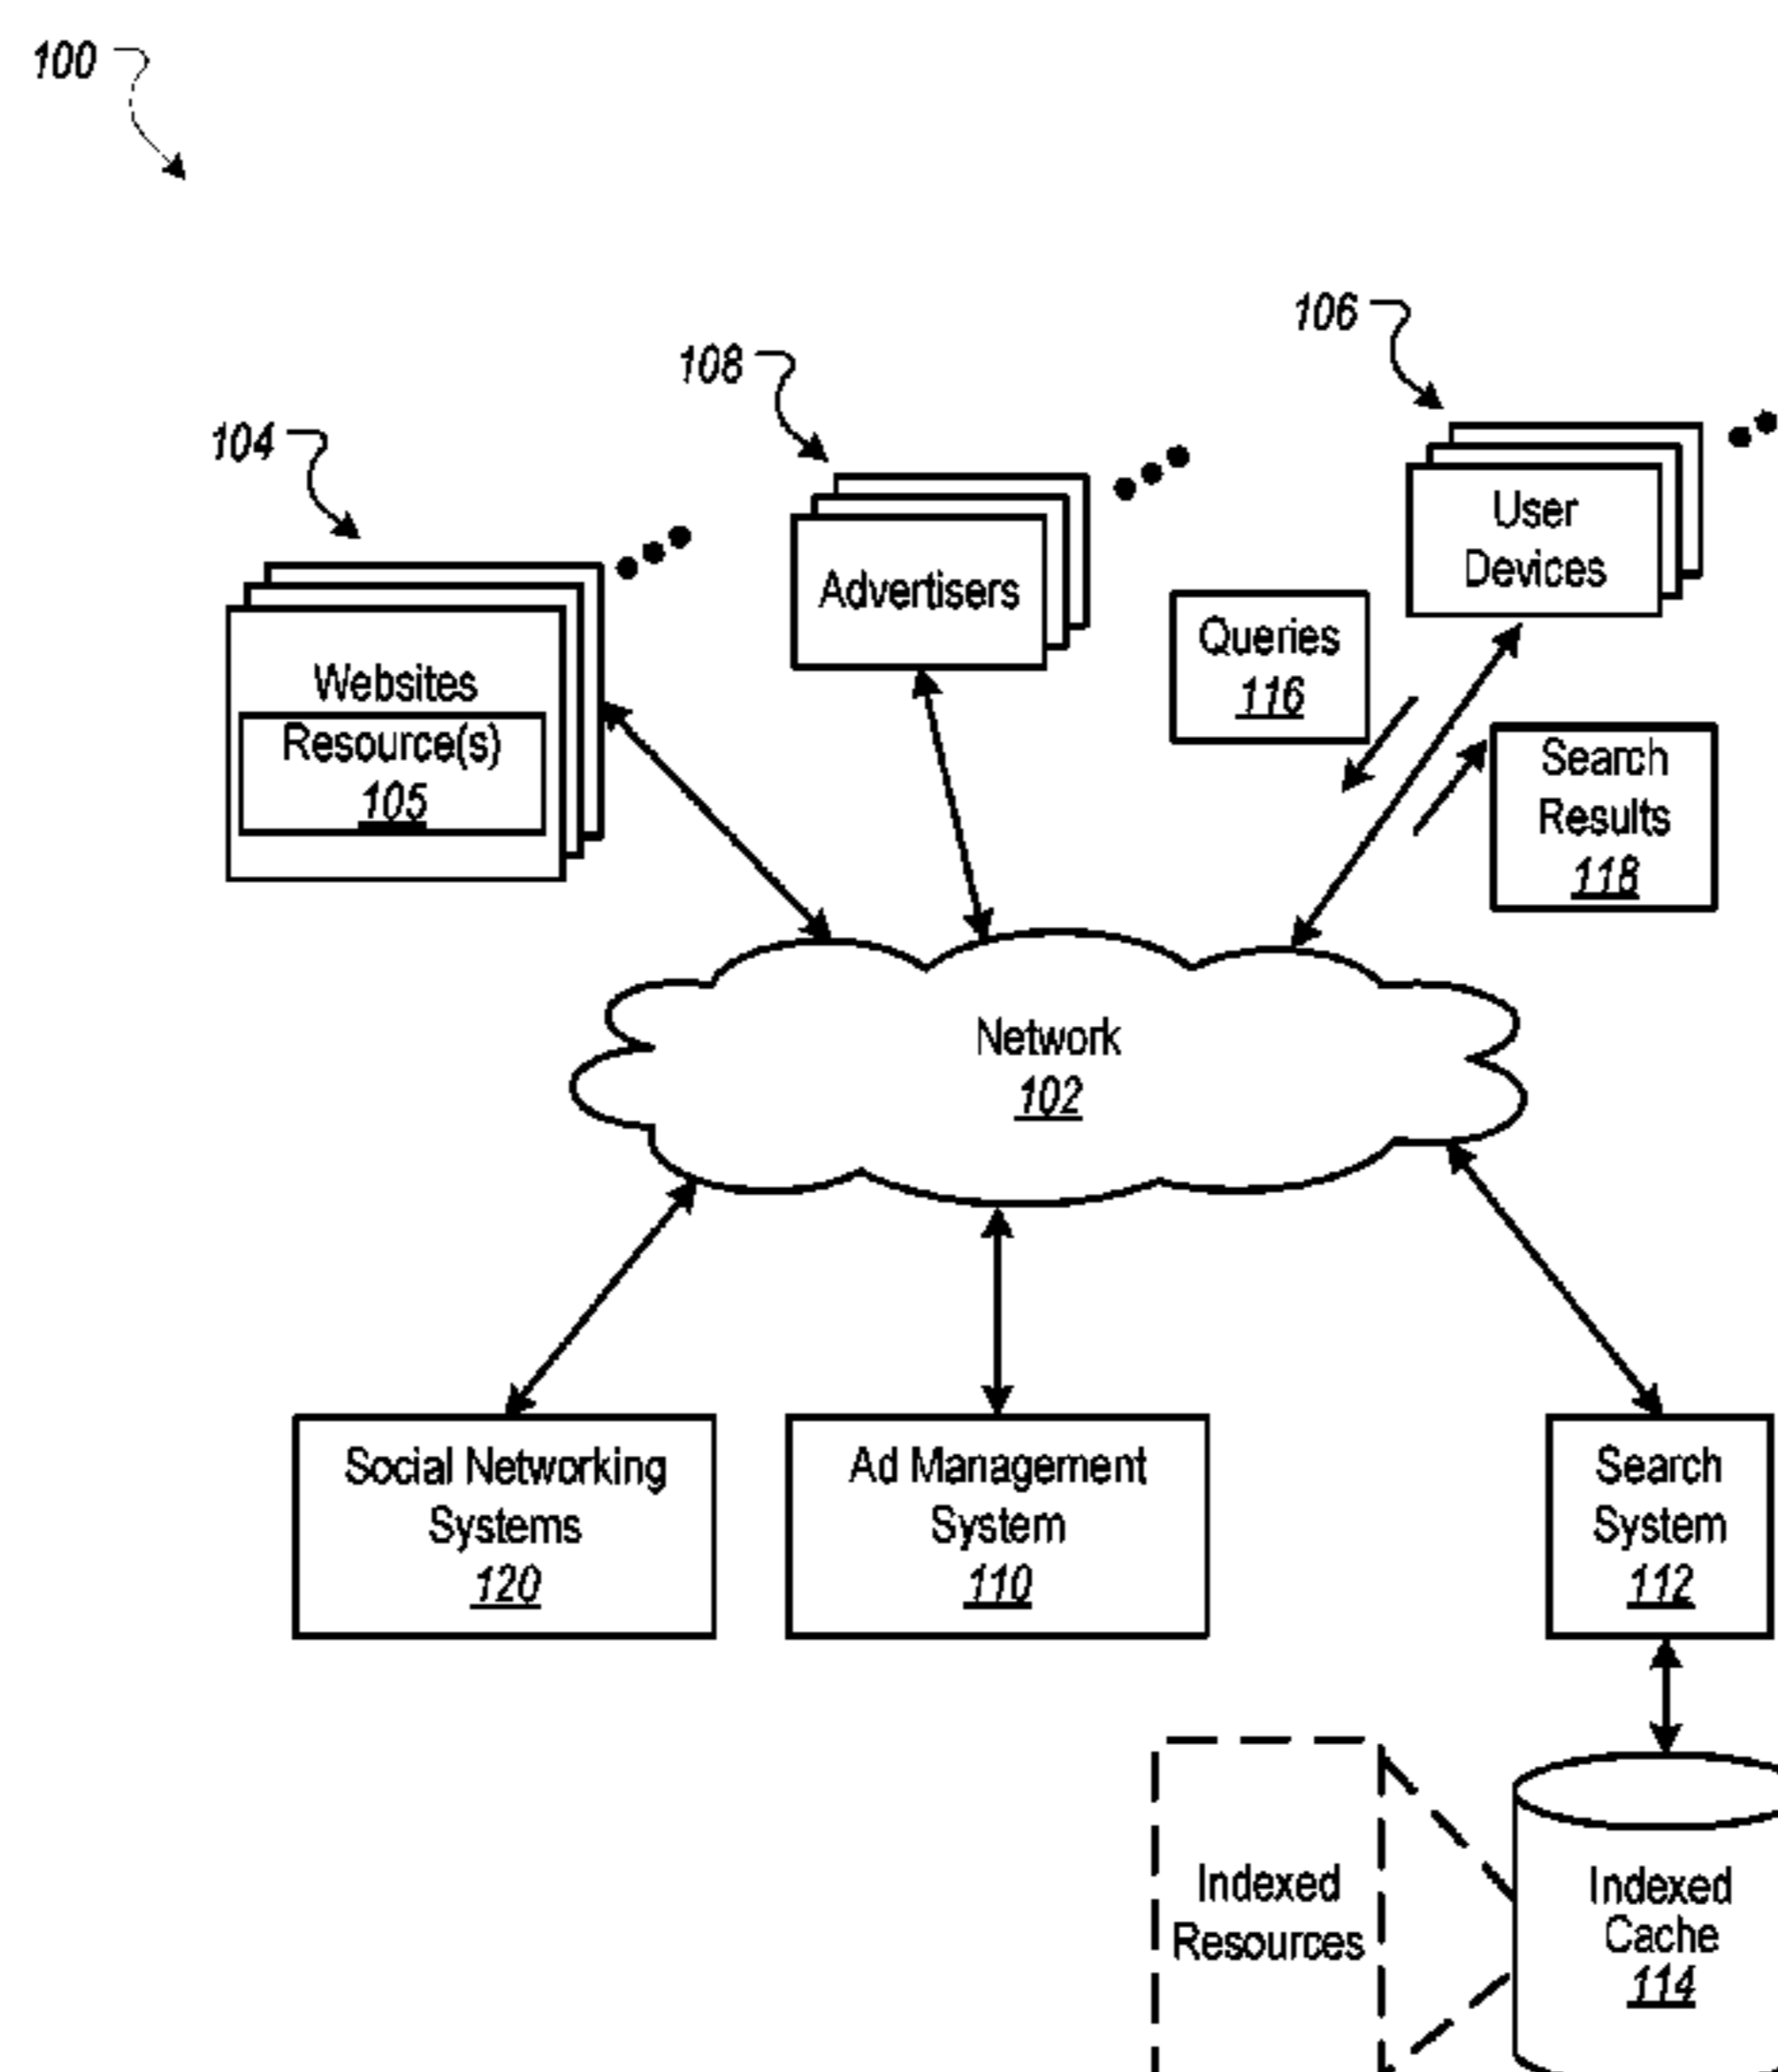 100
106
108
104
User
Devices
Advertisers
Queries
116
Websites
Resource(s)
105
Search
Results
118
Network
102
Social Networking
Systems
120
Ad Management
System
110
Search
System
112
Indexed
Resources
Indexed
Cache
114